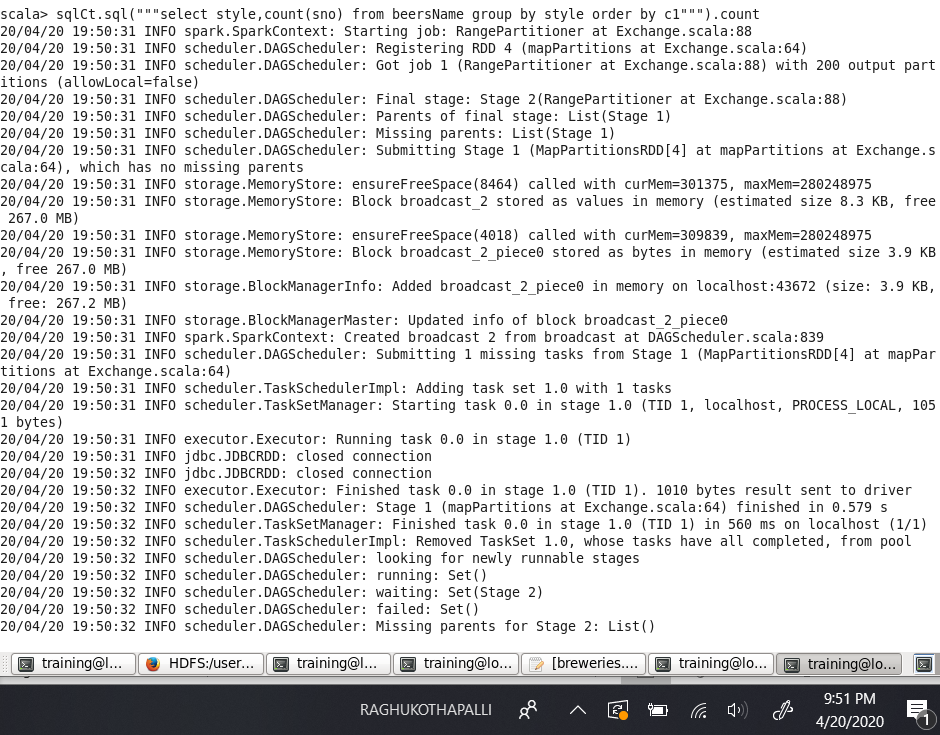 scala> sqlCt.sql("""select style,count(sno) from beersName group by style order by c1""").count
20/04/20 19:50:31 INFO spark.SparkContext: Starting job: RangePartitioner at Exchange.scala:88
20/04/20 19:50:31 INFO scheduler.DAGScheduler: Registering RDD 4 (mapPartitions at Exchange.scala:64)
20/04/20 19:50:31 INFO scheduler.DAGScheduler: Got job 1 (RangePartitioner at Exchange.scala:88) with 200 output part
itions (allowLocal=false)
20/04/20 19:50:31 INFO scheduler.DAGScheduler: Final stage: Stage 2(RangePartitioner at Exchange.scala:88)
20/04/20 19:50:31 INFO scheduler.DAGScheduler: Parents of final stage: List(Stage 1)
20/04/20 19:50:31 INFO scheduler.DAGScheduler: Missing parents: List(Stage 1)
20/04/20 19:50:31 INFO scheduler.DAGScheduler: Submitting Stage 1 (MapPartitionsRDD[4] at mapPartitions at Exchange.s
cala:64), which has no missing parents
20/04/20 19:50:31 INFO storage.MemoryStore: ensureFreeSpace(8464) called with curMem=301375, maxMem=280248975
20/04/20 19:50:31 INFO storage.MemoryStore: Block broadcast_2 stored as values in memory (estimated size 8.3 KB, free
 267.0 MB)
20/04/20 19:50:31 INFO storage.MemoryStore: ensureFreeSpace(4018) called with curMem=309839, maxMem=280248975
20/04/20 19:50:31 INFO storage.MemoryStore: Block broadcast_2_piece0 stored as bytes in memory (estimated size 3.9 KB
, free 267.0 MB)
20/04/20 19:50:31 INFO storage.BlockManagerInfo: Added broadcast_2_piece0 in memory on localhost:43672 (size: 3.9 KB,
 free: 267.2 MB)
20/04/20 19:50:31 INFO storage.BlockManagerMaster: Updated info of block broadcast_2_piece0
20/04/20 19:50:31 INFO spark.SparkContext: Created broadcast 2 from broadcast at DAGScheduler.scala:839
20/04/20 19:50:31 INFO scheduler.DAGScheduler: Submitting 1 missing tasks from Stage 1 (MapPartitionsRDD[4] at mapPar
titions at Exchange.scala:64)
20/04/20 19:50:31 INFO scheduler.TaskSchedulerImpl: Adding task set 1.0 with 1 tasks
20/04/20 19:50:31 INFO scheduler.TaskSetManager: Starting task 0.0 in stage 1.0 (TID 1, localhost, PROCESS_LOCAL, 105
1 bytes)
20/04/20 19:50:31 INFO executor.Executor: Running task 0.0 in stage 1.0 (TID 1)
20/04/20 19:50:31 INFO jdbc.JDBCRDD: closed connection
20/04/20 19:50:32 INFO jdbc.JDBCRDD: closed connection
20/04/20 19:50:32 INFO executor.Executor: Finished task 0.0 in stage 1.0 (TID 1). 1010 bytes result sent to driver
20/04/20 19:50:32 INFO scheduler.DAGScheduler: Stage 1 (mapPartitions at Exchange.scala:64) finished in 0.579 s
20/04/20 19:50:32 INFO scheduler.TaskSetManager: Finished task 0.0 in stage 1.0 (TID 1) in 560 ms on localhost (1/1)
20/04/20 19:50:32 INFO scheduler.TaskSchedulerImpl: Removed TaskSet 1.0, whose tasks have all completed, from pool
20/04/20 19:50:32 INFO scheduler.DAGScheduler: looking for newly runnable stages
20/04/20 19:50:32 INFO scheduler.DAGScheduler: running: Set()
20/04/20 19:50:32 INFO scheduler.DAGScheduler: waiting: Set(Stage 2)
20/04/20 19:50:32 INFO scheduler.DAGScheduler: failed: Set()
20/04/20 19:50:32 INFO scheduler.DAGScheduler: Missing parents for Stage 2: List()
training@l... HDFS:/user... training@l... training@lo... [breweries.... training@lo... training@lo...
RAGHUKOTHAPALLI
9:51 PM
4/20/2020
1